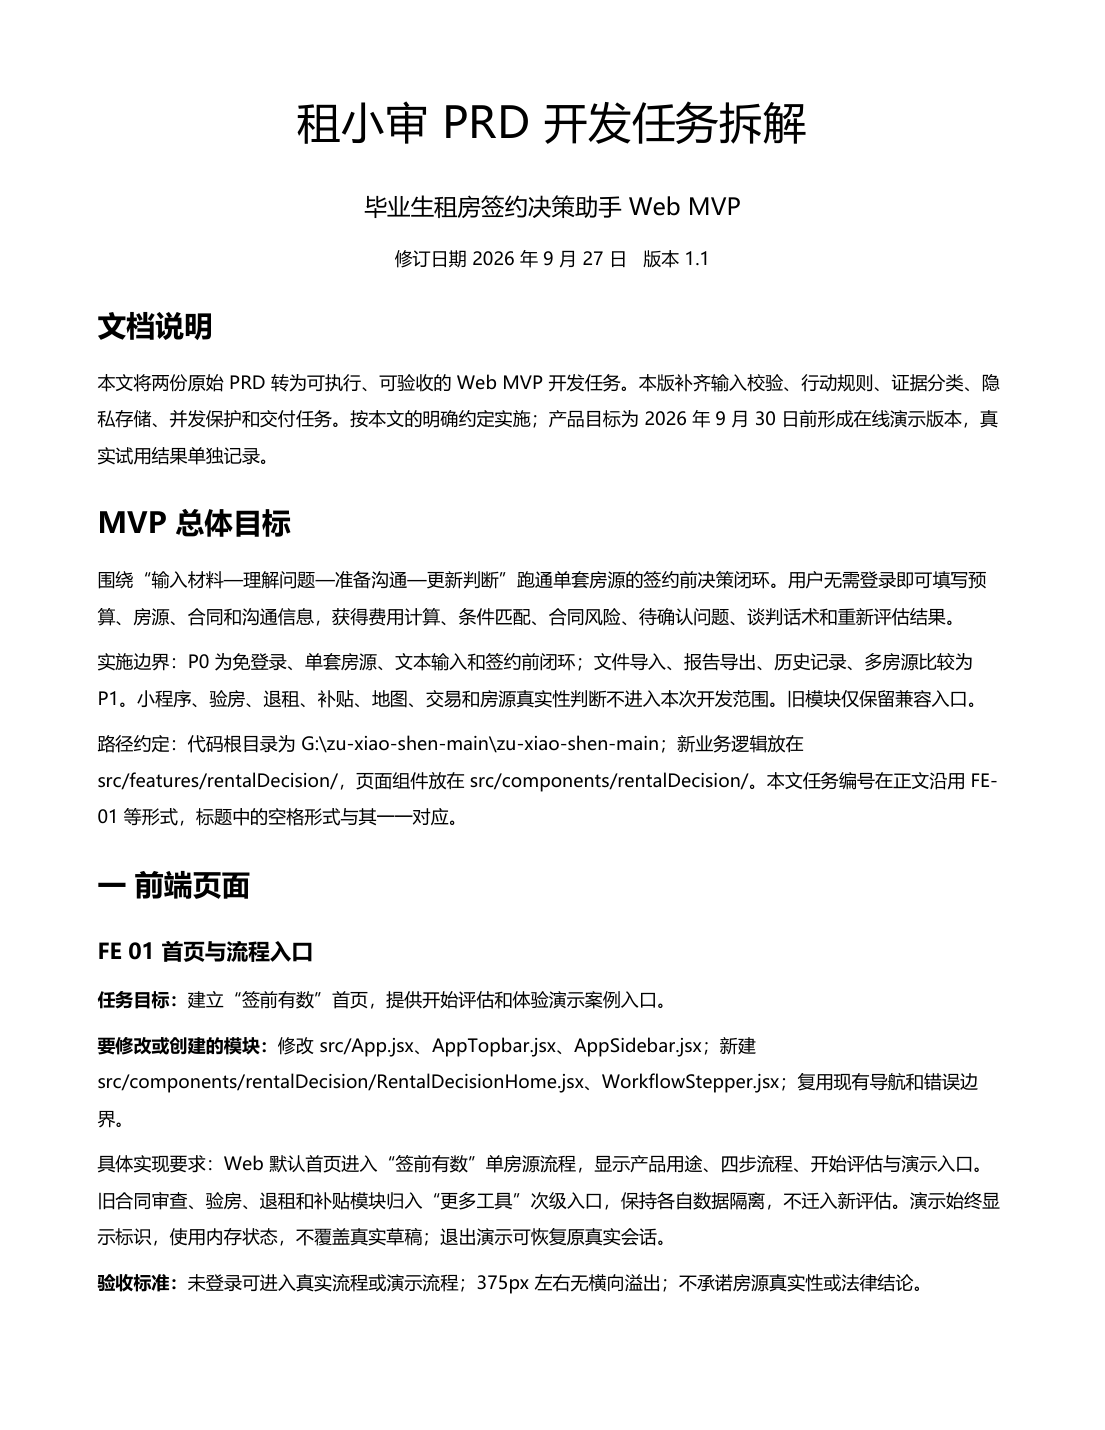 租小审 PRD 开发任务拆解
毕业生租房签约决策助手 Web MVP
修订日期 2026 年 9 月 27 日 版本 1.1
文档说明
本文将两份原始 PRD 转为可执行、可验收的 Web MVP 开发任务。本版补齐输入校验、行动规则、证据分类、隐
私存储、并发保护和交付任务。按本文的明确约定实施；产品目标为 2026 年 9 月 30 日前形成在线演示版本，真
实试用结果单独记录。
MVP 总体目标
围绕“输入材料—理解问题—准备沟通—更新判断”跑通单套房源的签约前决策闭环。用户无需登录即可填写预
算、房源、合同和沟通信息，获得费用计算、条件匹配、合同风险、待确认问题、谈判话术和重新评估结果。
实施边界：P0 为免登录、单套房源、文本输入和签约前闭环；文件导入、报告导出、历史记录、多房源比较为
P1。小程序、验房、退租、补贴、地图、交易和房源真实性判断不进入本次开发范围。旧模块仅保留兼容入口。
路径约定：代码根目录为 G:\zu-xiao-shen-main\zu-xiao-shen-main；新业务逻辑放在
src/features/rentalDecision/，页面组件放在 src/components/rentalDecision/。本文任务编号在正文沿用 FE-
01 等形式，标题中的空格形式与其一一对应。
一 前端页面
FE 01 首页与流程入口
任务目标：建立“签前有数”首页，提供开始评估和体验演示案例入口。
要修改或创建的模块：修改 src/App.jsx、AppTopbar.jsx、AppSidebar.jsx；新建
src/components/rentalDecision/RentalDecisionHome.jsx、WorkflowStepper.jsx；复用现有导航和错误边
界。
具体实现要求：Web 默认首页进入“签前有数”单房源流程，显示产品用途、四步流程、开始评估与演示入口。
旧合同审查、验房、退租和补贴模块归入“更多工具”次级入口，保持各自数据隔离，不迁入新评估。演示始终显
示标识，使用内存状态，不覆盖真实草稿；退出演示可恢复原真实会话。
验收标准：未登录可进入真实流程或演示流程；375px 左右无横向溢出；不承诺房源真实性或法律结论。